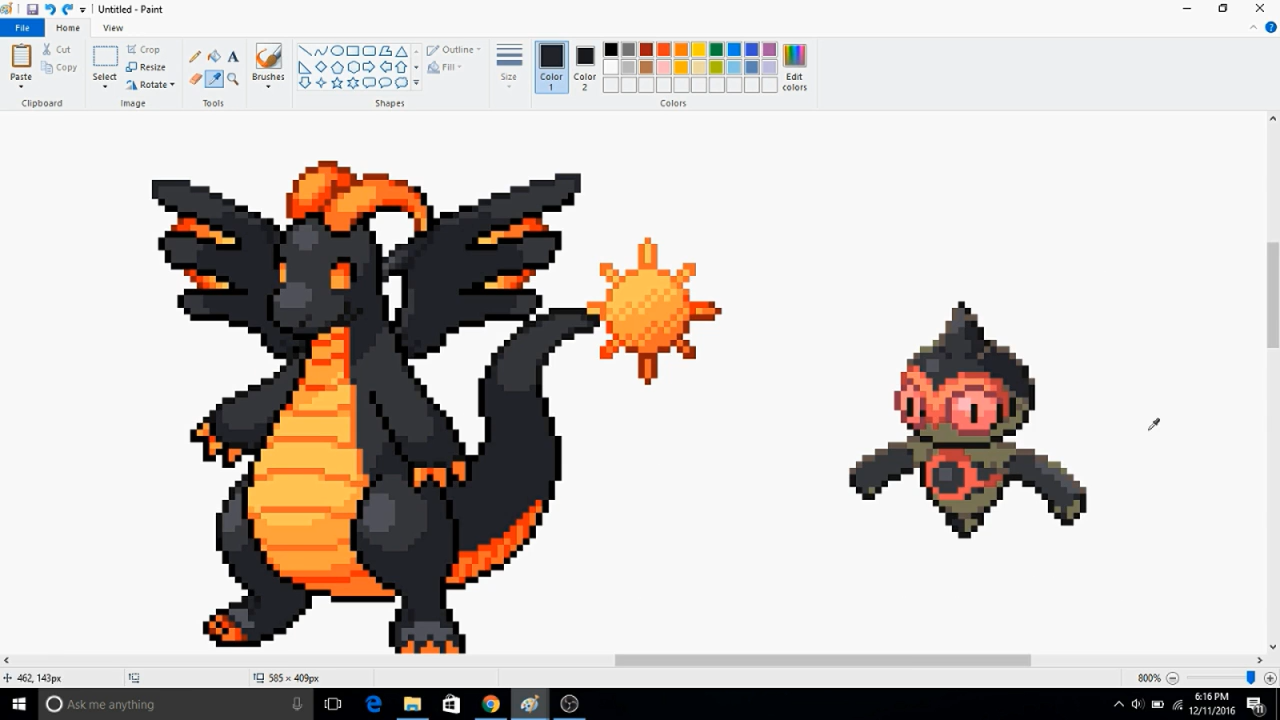 Untitled - Paint
File Home View
Paste
Cut
Copy
Clipboard
Select
Crop
Resize
Rotate
Image
A
Tools
Brushes
Outline
Fill
Shapes
Size
Color 1
Color 2
Edit colors
Colors
462, 143px
585 × 409px
800%
Ask me anything
6:16 PM
12/11/2016
11